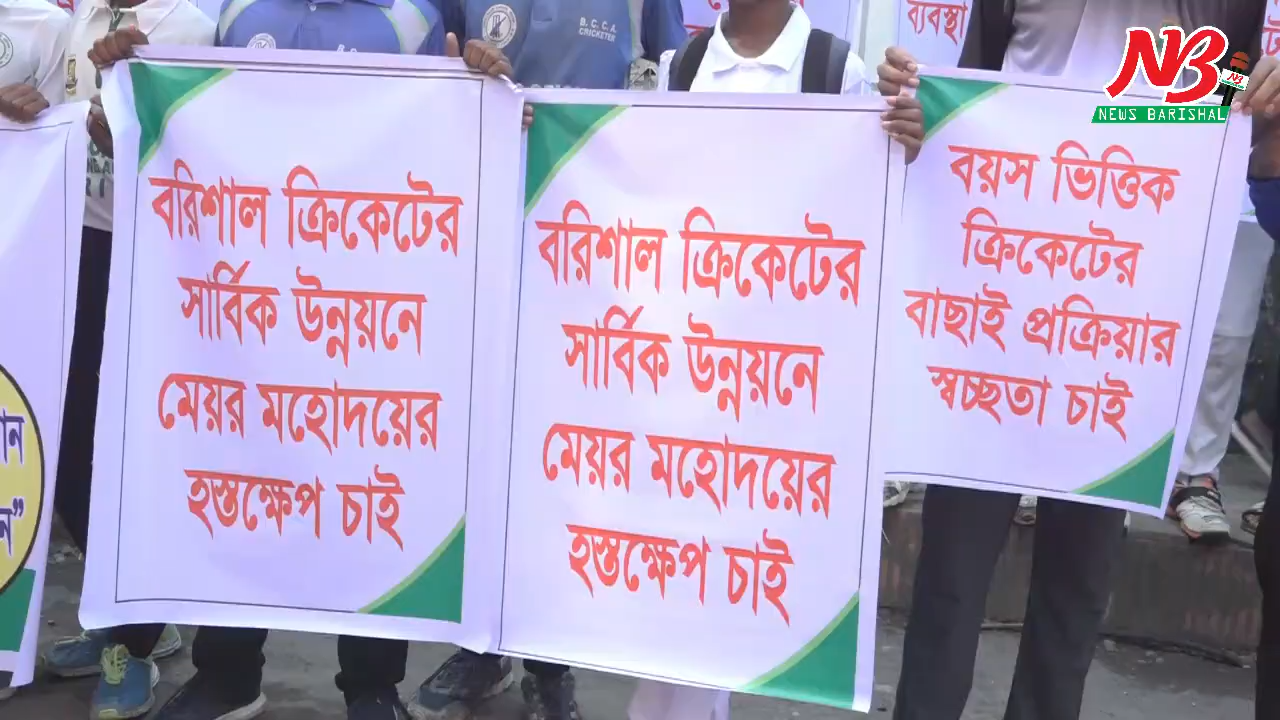 B.C.C.A
CRICKETER
ব্যবস্থা
NB
NEWS BARISHAL
বরিশাল ক্রিকেটের
সার্বিক উন্নয়নে
মেয়র মহোদয়ের
হস্তক্ষেপ চাই
বরিশাল ক্রিকেটের
সার্বিক উন্নয়নে
মেয়র মহোদয়ের
হস্তক্ষেপ চাই
বয়স ভিত্তিক
ক্রিকেটের
বাছাই প্রক্রিয়ার
স্বচ্ছতা চাই